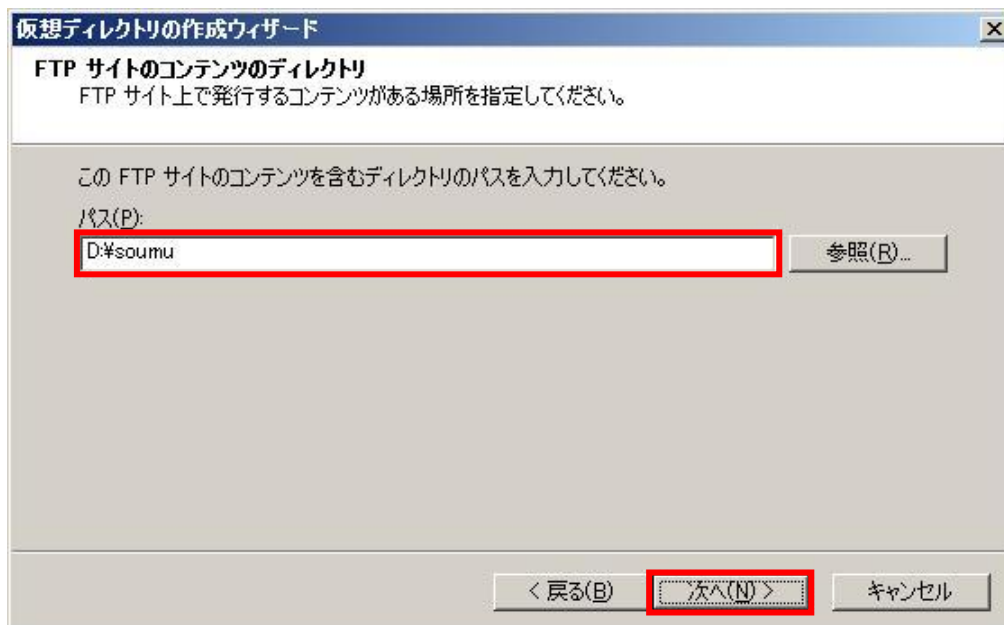 仮想ディレクトリの作成ウィザード
FTP サイトのコンテンツのディレクトリ
FTP サイト上で発行するコンテンツがある場所を指定してください。
この FTP サイトのコンテンツを含むディレクトリのパスを入力してください。
パス(P):
D:¥soumu
参照(R)...
< 戻る(B)
次へ(N) >
キャンセル